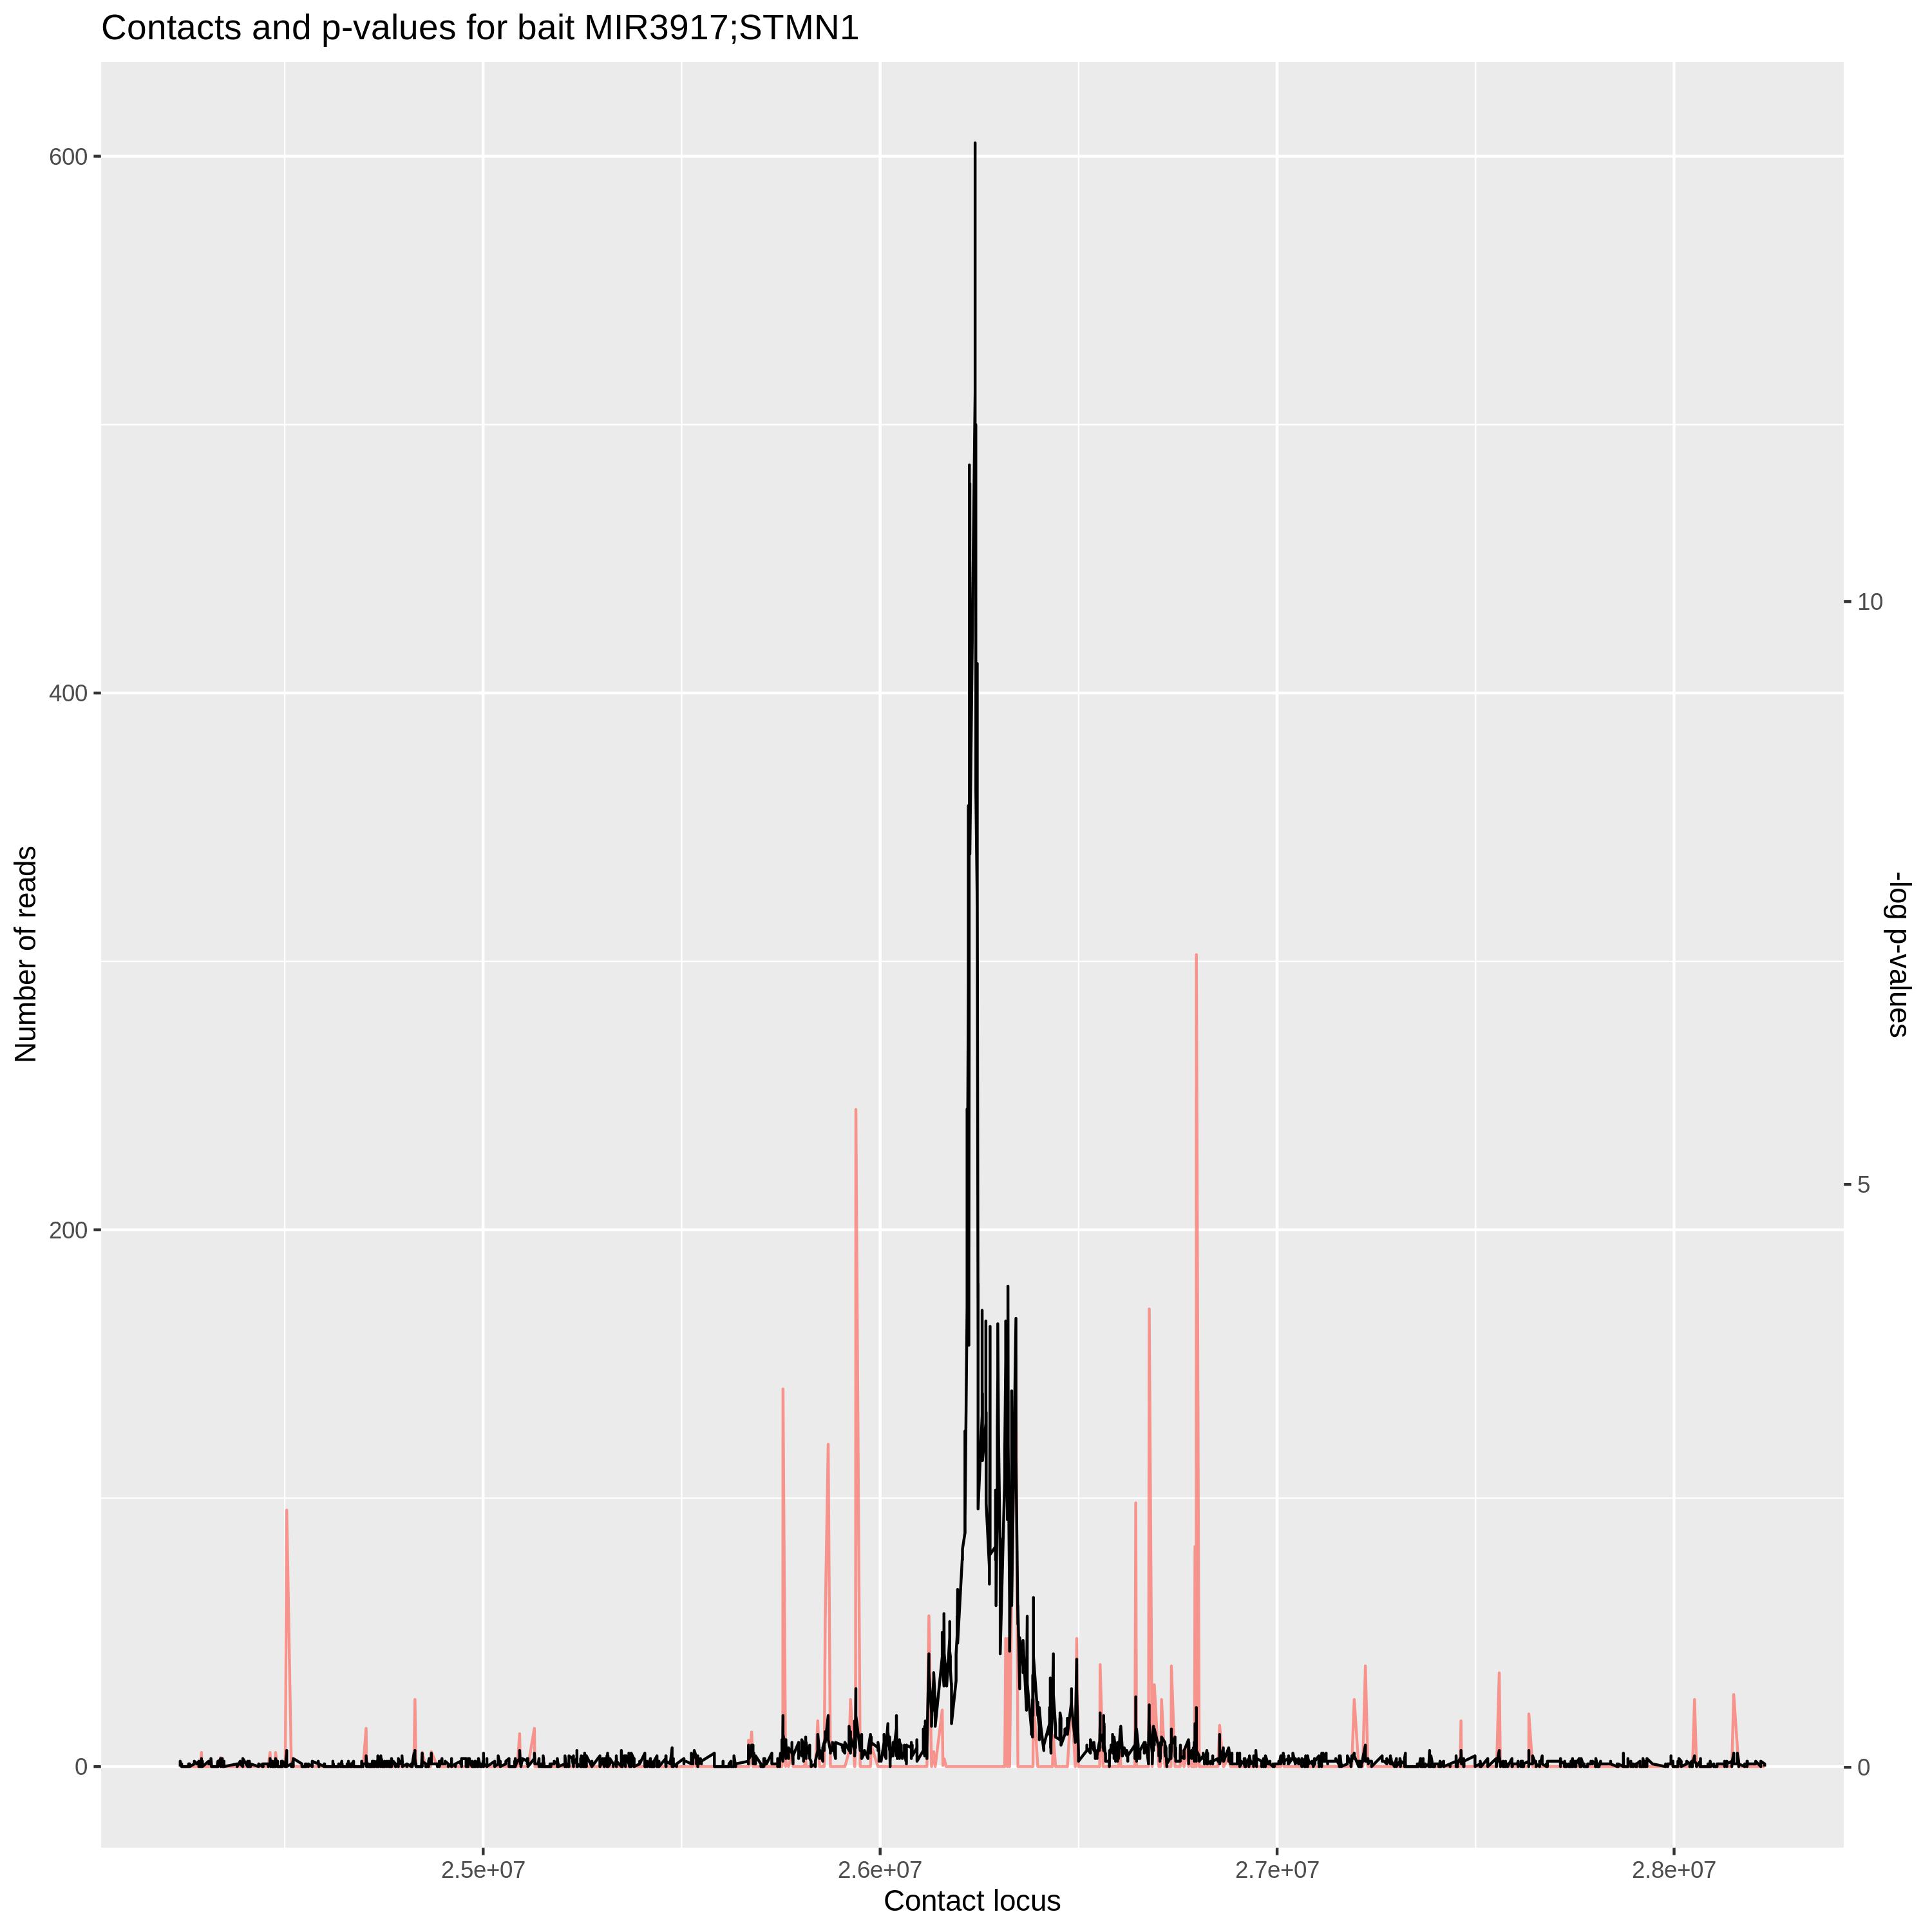 Contacts and p-values for bait MIR3917;STMN1
600
400
200
0
Number of reads
10
5
0
-log p-values
2.5e+07
2.6e+07
2.7e+07
2.8e+07
Contact locus